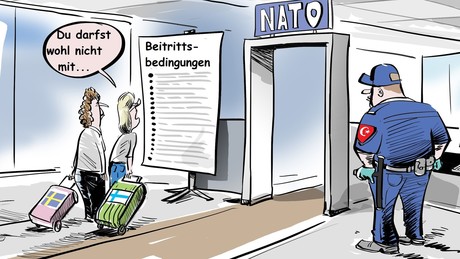 NATO
Du darfst
wohl nicht
mit...
Beitritts-
bedingungen